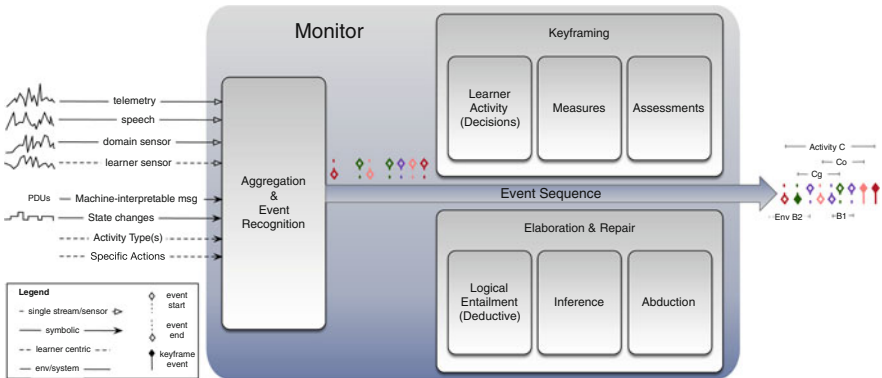 Monitor
Keyframing
Learner
Activity
(Decisions)
Measures
Assessments
telemetry
speech
domain sensor
learner sensor
PDUs
Machine-interpretable msg
State changes
Activity Type(s)
Specific Actions
Aggregation
&
Event
Recognition
Event Sequence
Activity C
Co
Cg
Env B2
B1
Elaboration & Repair
Logical
Entailment
(Deductive)
Inference
Abduction
Legend
single stream/sensor
symbolic
learner centric
env/system
event
start
event
end
keyframe
event